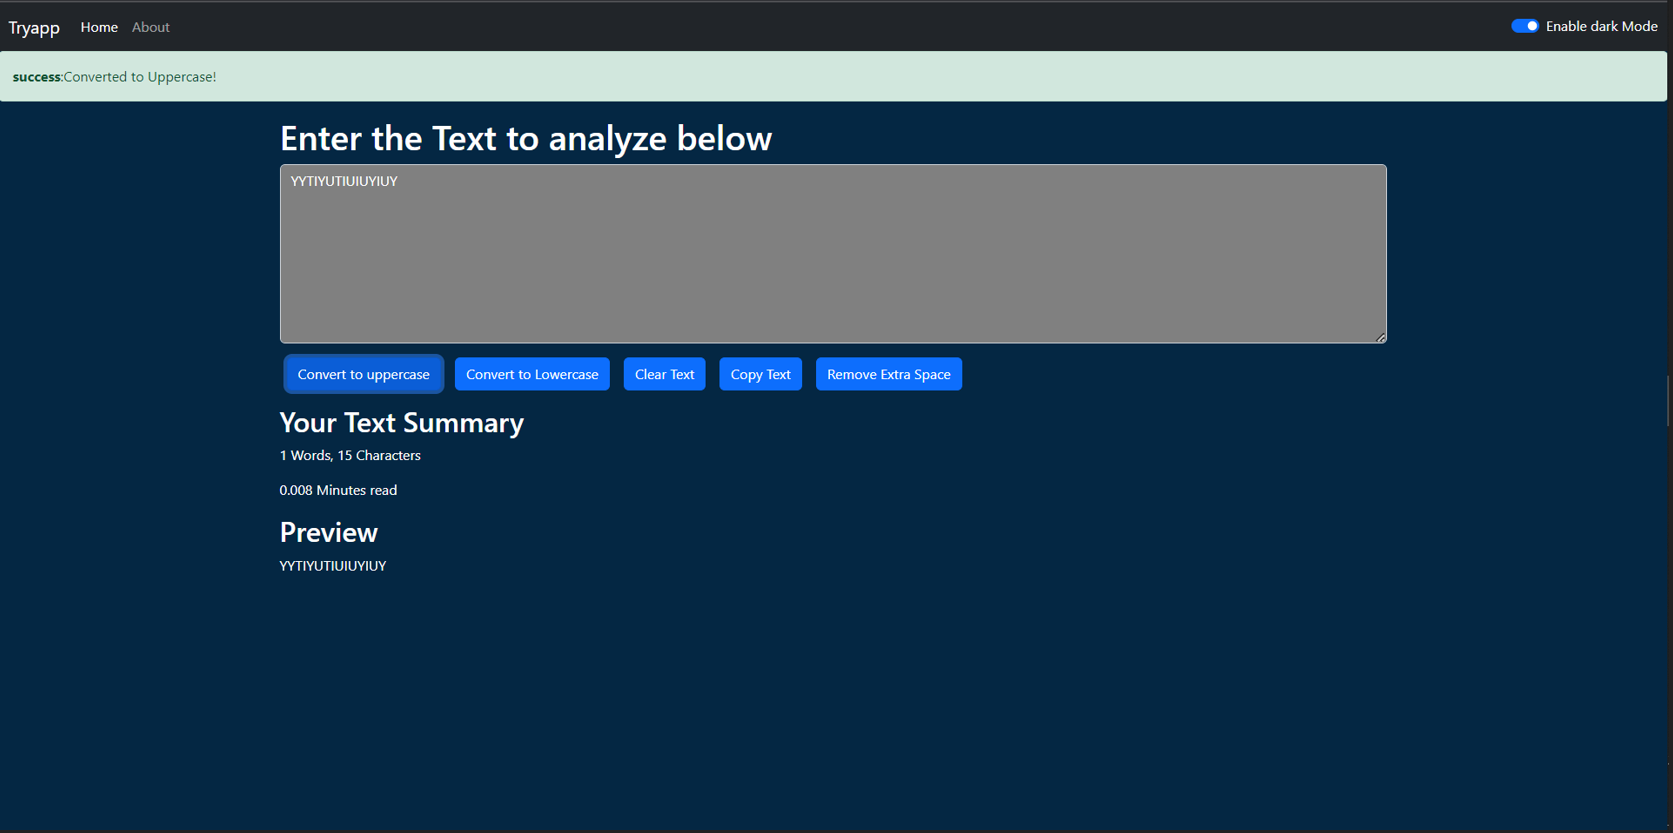 Tryapp Home About Enable dark Mode
success:Converted to Uppercase!
Enter the Text to analyze below
YYTIYUTIUIUYIUY
Convert to uppercase Convert to Lowercase Clear Text Copy Text Remove Extra Space
Your Text Summary
1 Words, 15 Characters
0.008 Minutes read
Preview
YYTIYUTIUIUYIUY